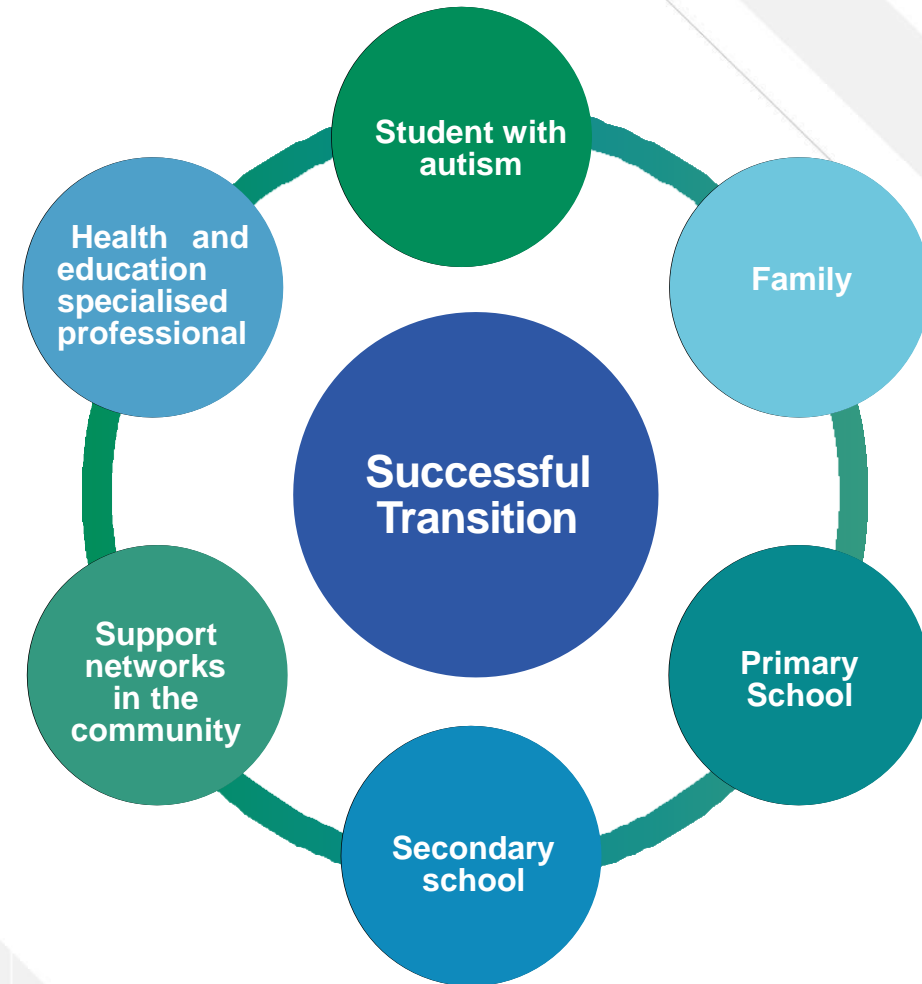 Student with
autism
Health and
education
specialised
professional
Family
Successful
Transition
Support
networks
in the
community
Primary
School
Secondary
school